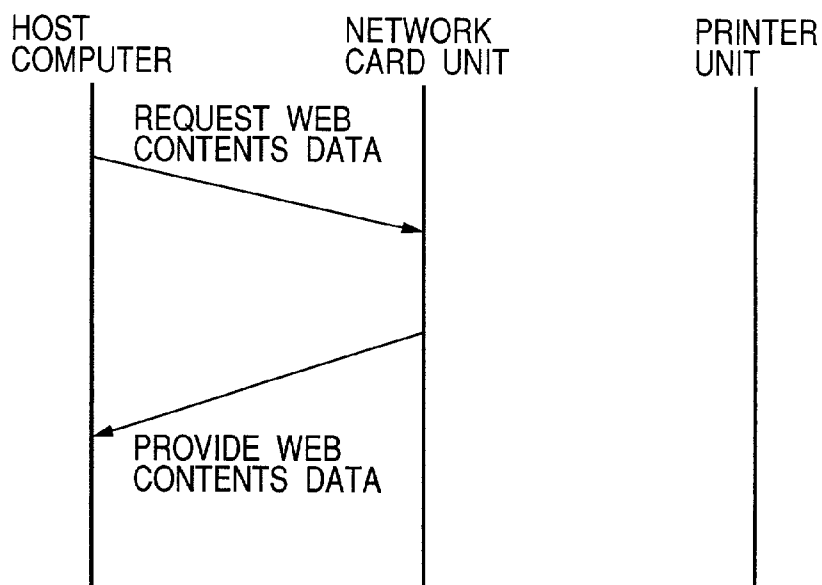 HOST
COMPUTER
NETWORK
CARD UNIT
PRINTER
UNIT
REQUEST WEB
CONTENTS DATA
PROVIDE WEB
CONTENTS DATA